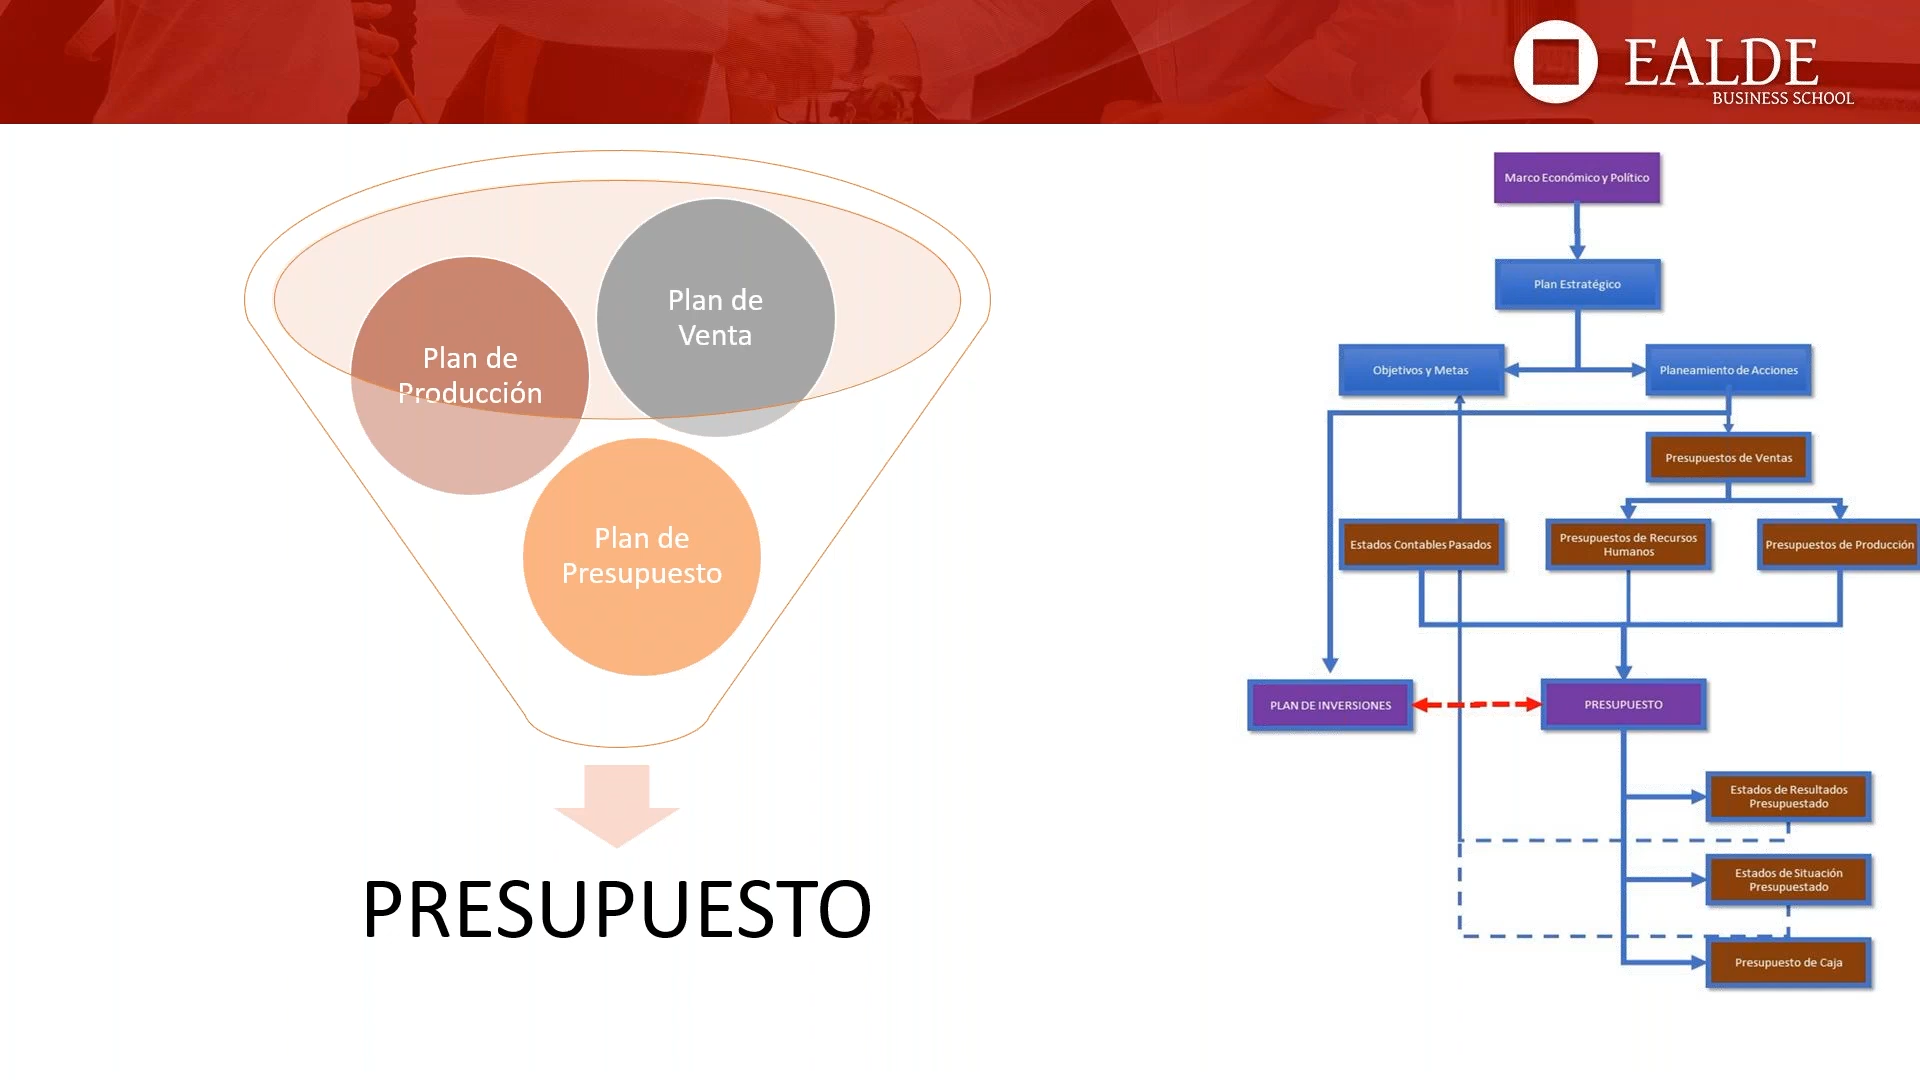 EALDE
BUSINESS SCHOOL
Plan de
Venta
Plan de
Producción
Plan de
Presupuesto
PRESUPUESTO
Marco Económico y Político
Plan Estratégico
Objetivos y Metas
Planeamiento de Acciones
Presupuestos de Ventas
Estados Contables Pasados
Presupuestos de Recursos
Humanos
Presupuestos de Producción
PLAN DE INVERSIONES
PRESUPUESTO
Estados de Resultados
Presupuestado
Estados de Situación
Presupuestado
Presupuesto de Caja